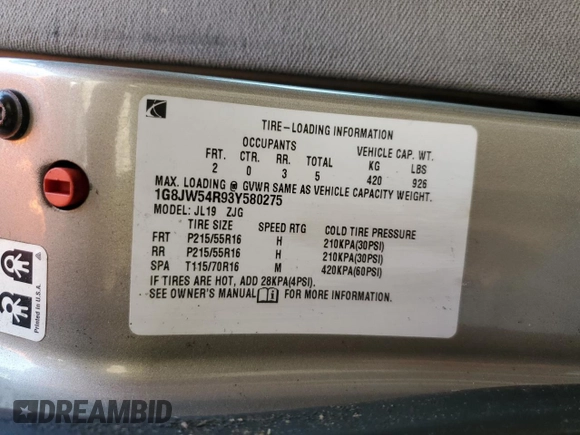 TIRE-LOADING INFORMATION
OCCUPANTS VEHICLE CAP. WT.
FRT. CTR. RR. TOTAL KG LBS
2 0 3 5 420 926
MAX. LOADING @ GVWR SAME AS VEHICLE CAPACITY WEIGHT.
1G8JW54R93Y580275
MODEL: JL19 ZJG
TIRE SIZE SPEED RTG COLD TIRE PRESSURE
FRT P215/55R16 H 210KPA(30PSI)
RR P215/55R16 H 210KPA(30PSI)
SPA T115/70R16 M 420KPA(60PSI)
IF TIRES ARE HOT, ADD 28KPA(4PSI).
SEE OWNER'S MANUAL FOR MORE INFORMATION.
Printed in U.S.A.
DREAMBID